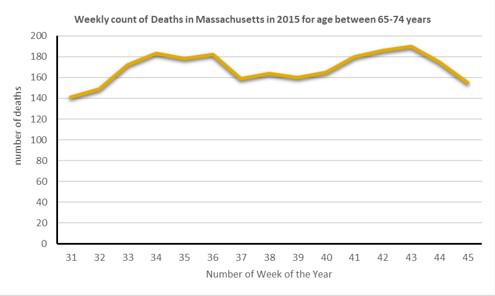 Weekly count of Deaths in Massachusetts in 2015 for age between 65-74 years
number of deaths
200
180
160
140
120
100
80
60
40
20
0
31 32 33 34 35 36 37 38 39 40 41 42 43 44 45
Number of Week of the Year